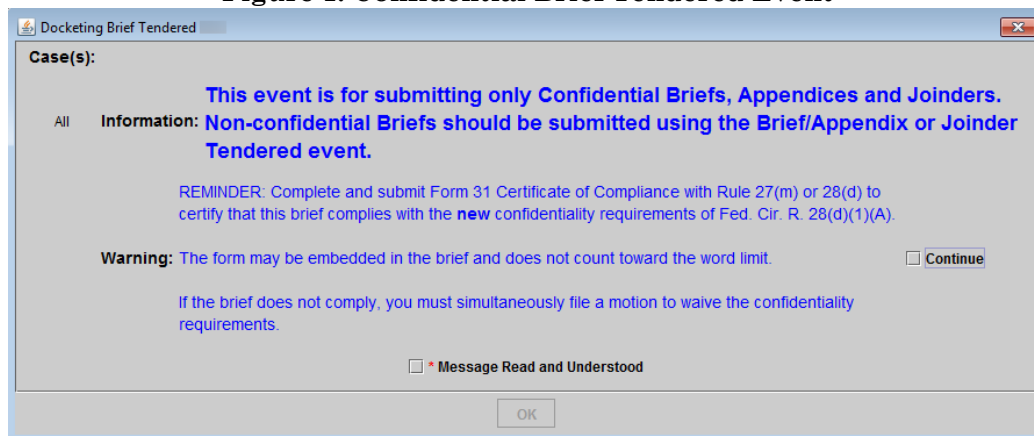 Figure 1: Confidential Brief Tendered Event
Docketing Brief Tendered
Case(s):
This event is for submitting only Confidential Briefs, Appendices and Joinders.
All Information: Non-confidential Briefs should be submitted using the Brief/Appendix or Joinder
Tendered event.
REMINDER: Complete and submit Form 31 Certificate of Compliance with Rule 27(m) or 28(d) to
certify that this brief complies with the new confidentiality requirements of Fed. Cir. R. 28(d)(1)(A).
Warning: The form may be embedded in the brief and does not count toward the word limit. Continue
If the brief does not comply, you must simultaneously file a motion to waive the confidentiality
requirements.
* Message Read and Understood
OK